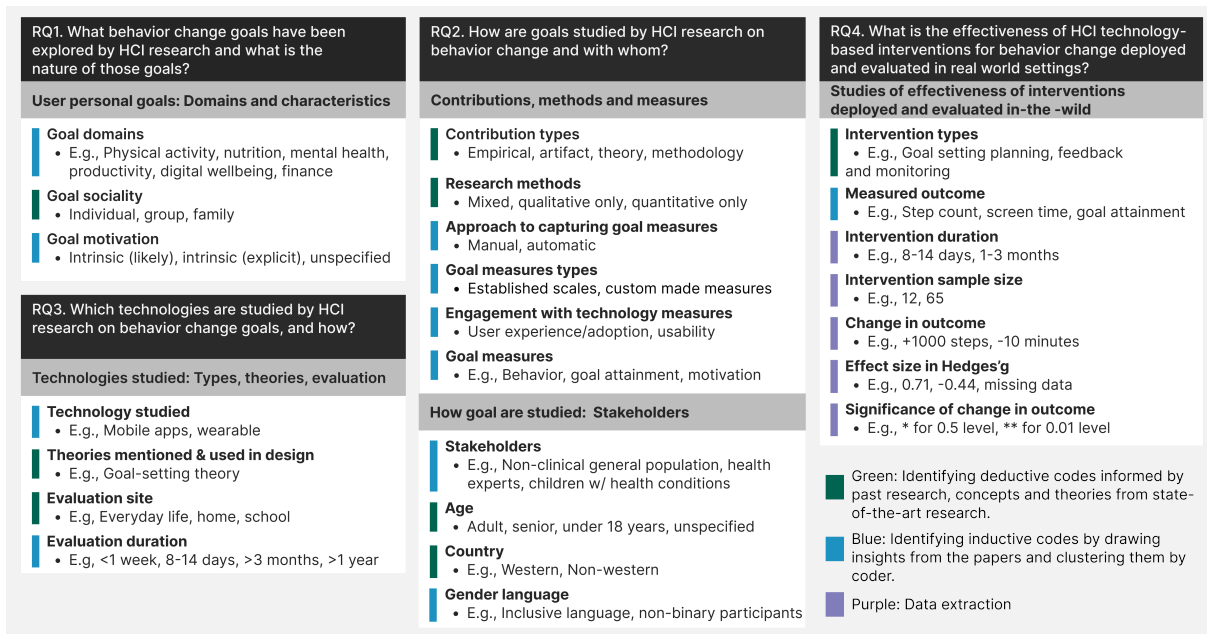 RQ1. What behavior change goals have been
explored by HCI research and what is the
nature of those goals?
User personal goals: Domains and characteristics
Goal domains
• E.g., Physical activity, nutrition, mental health,
productivity, digital wellbeing, finance
Goal sociality
• Individual, group, family
Goal motivation
• Intrinsic (likely), intrinsic (explicit), unspecified
RQ3. Which technologies are studied by HCI
research on behavior change goals, and how?
Technologies studied: Types, theories, evaluation
Technology studied
• E.g., Mobile apps, wearable
Theories mentioned & used in design
• E.g., Goal-setting theory
Evaluation site
• E.g, Everyday life, home, school
Evaluation duration
• E.g, <1 week, 8-14 days, >3 months, >1 year
RQ2. How are goals studied by HCI research on
behavior change and with whom?
Contributions, methods and measures
Contribution types
• Empirical, artifact, theory, methodology
Research methods
• Mixed, qualitative only, quantitative only
Approach to capturing goal measures
• Manual, automatic
Goal measures types
• Established scales, custom made measures
Engagement with technology measures
• User experience/adoption, usability
Goal measures
• E.g., Behavior, goal attainment, motivation
How goal are studied: Stakeholders
Stakeholders
• E.g., Non-clinical general population, health
experts, children w/ health conditions
Age
• Adult, senior, under 18 years, unspecified
Country
• E.g., Western, Non-western
Gender language
• E.g., Inclusive language, non-binary participants
RQ4. What is the effectiveness of HCI technology-
based interventions for behavior change deployed
and evaluated in real world settings?
Studies of effectiveness of interventions
deployed and evaluated in-the -wild
Intervention types
• E.g., Goal setting planning, feedback
and monitoring
Measured outcome
• E.g., Step count, screen time, goal attainment
Intervention duration
• E.g., 8-14 days, 1-3 months
Intervention sample size
• E.g., 12, 65
Change in outcome
• E.g., +1000 steps, -10 minutes
Effect size in Hedges’g
• E.g., 0.71, -0.44, missing data
Significance of change in outcome
• E.g., * for 0.5 level, ** for 0.01 level
Green: Identifying deductive codes informed by
past research, concepts and theories from state-
of-the-art research.
Blue: Identifying inductive codes by drawing
insights from the papers and clustering them by
coder.
Purple: Data extraction